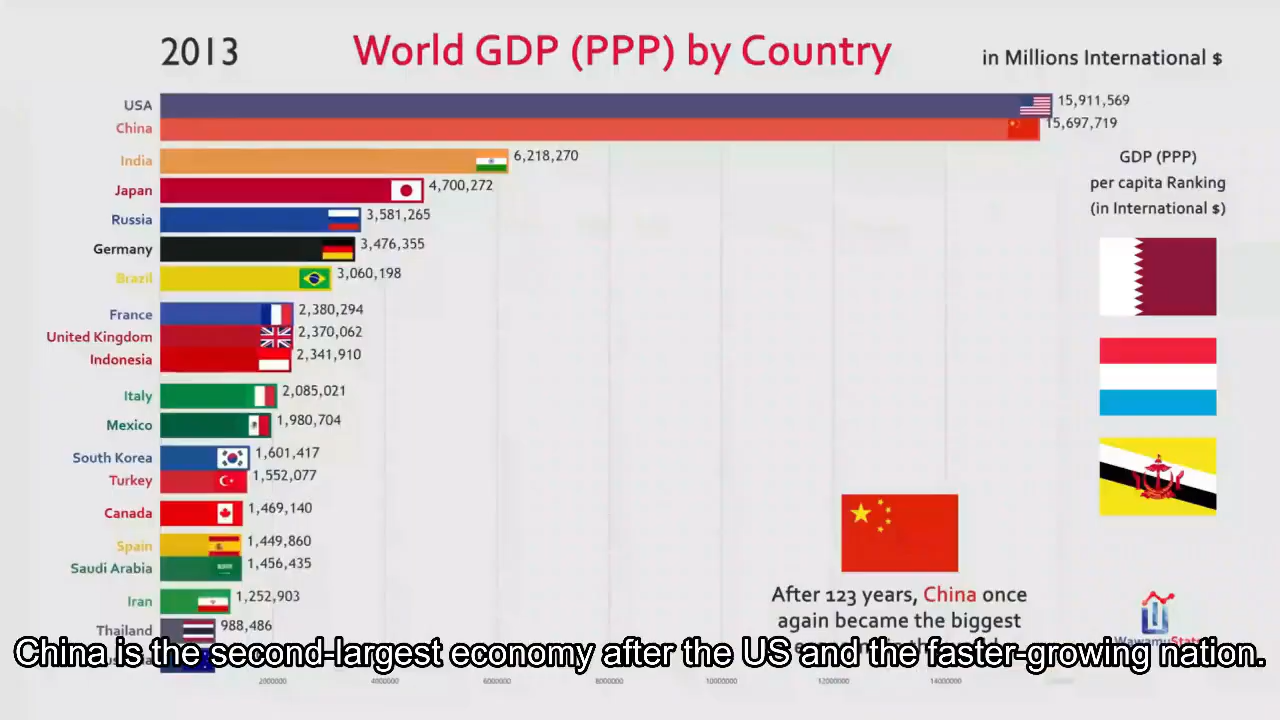 2013
World GDP (PPP) by Country
in Millions International $
USA 15,911,569
China 15,697,719
India 6,218,270
Japan 4,700,272
Russia 3,581,265
Germany 3,476,355
Brazil 3,060,198
France 2,380,294
United Kingdom 2,370,062
Indonesia 2,341,910
Italy 2,085,021
Mexico 1,980,704
South Korea 1,601,417
Turkey 1,552,077
Canada 1,469,140
Spain 1,449,860
Saudi Arabia 1,456,435
Iran 1,252,903
Thailand 988,486
GDP (PPP)
per capita Ranking
(in International $)
After 123 years, China once
again became the biggest
China is the second-largest economy after the US and the faster-growing nation.
2000000 4000000 6000000 8000000 10000000 12000000 14000000